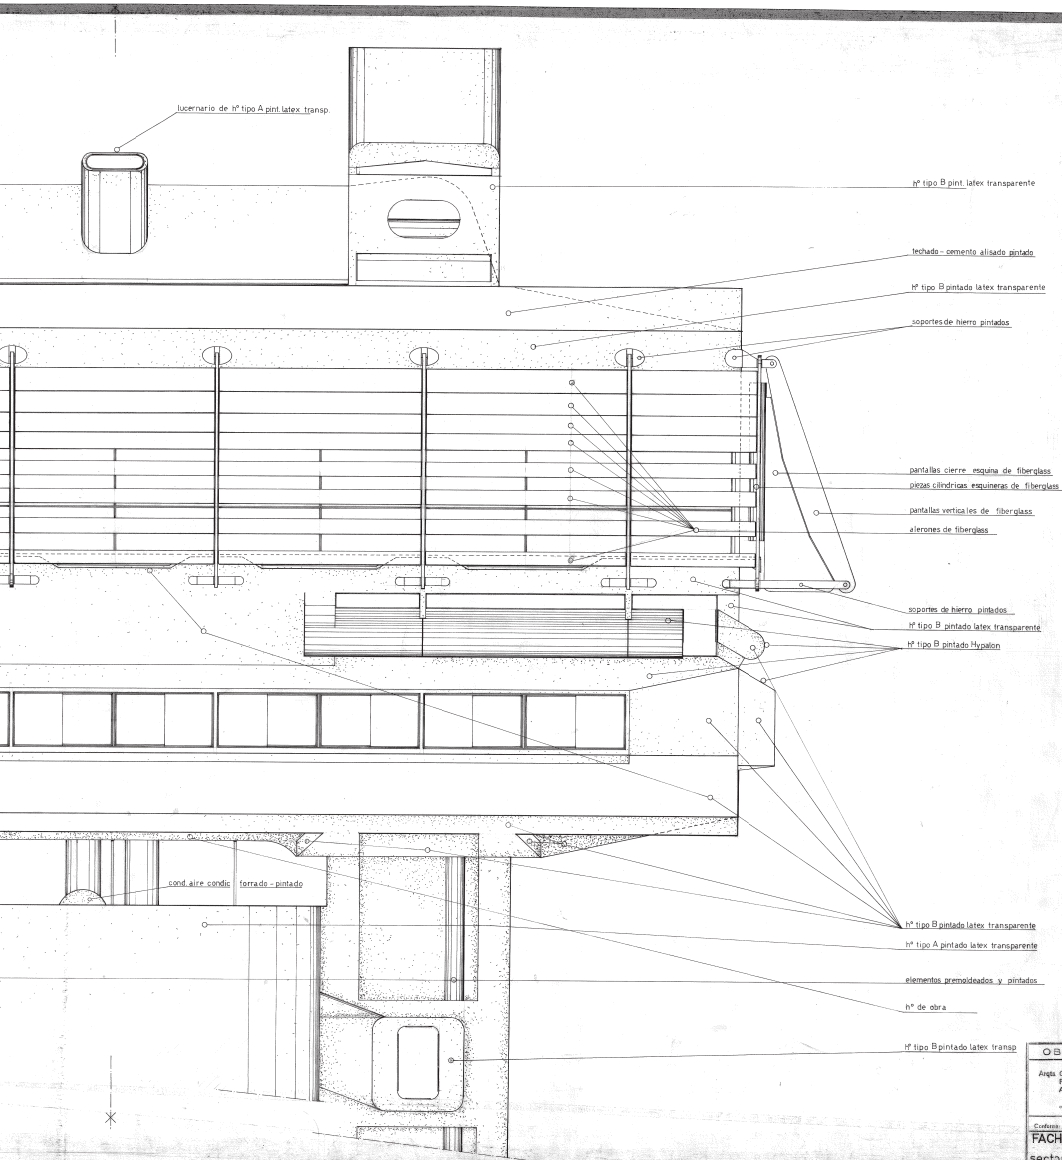 lucernario de hº tipo A pint. latex transp.
hº tipo B pint. latex transparente
techado - cemento alisado pintado
hº tipo B pintado latex transparente
soportes de hierro pintados
pantallas cierre esquina de fiberglass
piezas cilindricas esquineras de fiberglass
pantallas verticales de fiberglass
alerones de fiberglass
soportes de hierro pintados
hº tipo B pintado latex transparente
hº tipo B pintado Hypalon
cond. aire condic forrado - pintado
hº tipo B pintado latex transparente
hº tipo A pintado latex transparente
elementos premoldeados y pintados
hº de obra
hº tipo B pintado latex transp
OB
Arqts.
Conforme
FACH
secto